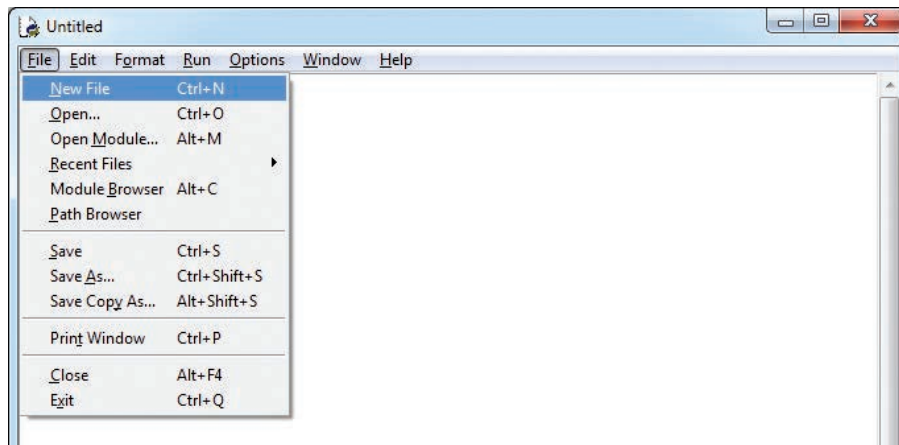 Untitled
File Edit Format Run Options Window Help
New File Ctrl+N
Open... Ctrl+O
Open Module... Alt+M
Recent Files
Module Browser Alt+C
Path Browser
Save Ctrl+S
Save As... Ctrl+Shift+S
Save Copy As... Alt+Shift+S
Print Window Ctrl+P
Close Alt+F4
Exit Ctrl+Q